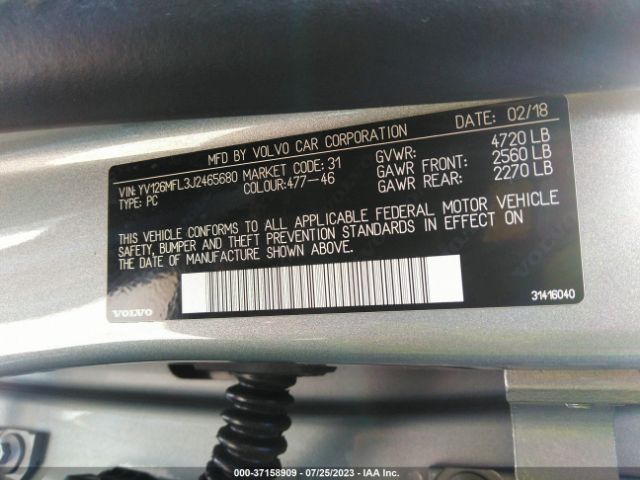 MFD BY VOLVO CAR CORPORATION DATE: 02/18
VIN: YV126MFL3J2465680 MARKET CODE: 31 GVWR: 4720 LB
TYPE: PC COLOUR:477-46 GAWR FRONT: 2560 LB
GAWR REAR: 2270 LB
THIS VEHICLE CONFORMS TO ALL APPLICABLE FEDERAL MOTOR VEHICLE
SAFETY, BUMPER AND THEFT PREVENTION STANDARDS IN EFFECT ON
THE DATE OF MANUFACTURE SHOWN ABOVE.
31416040
VOLVO
000-37158909 / 07/25/2023 / IAA Inc.